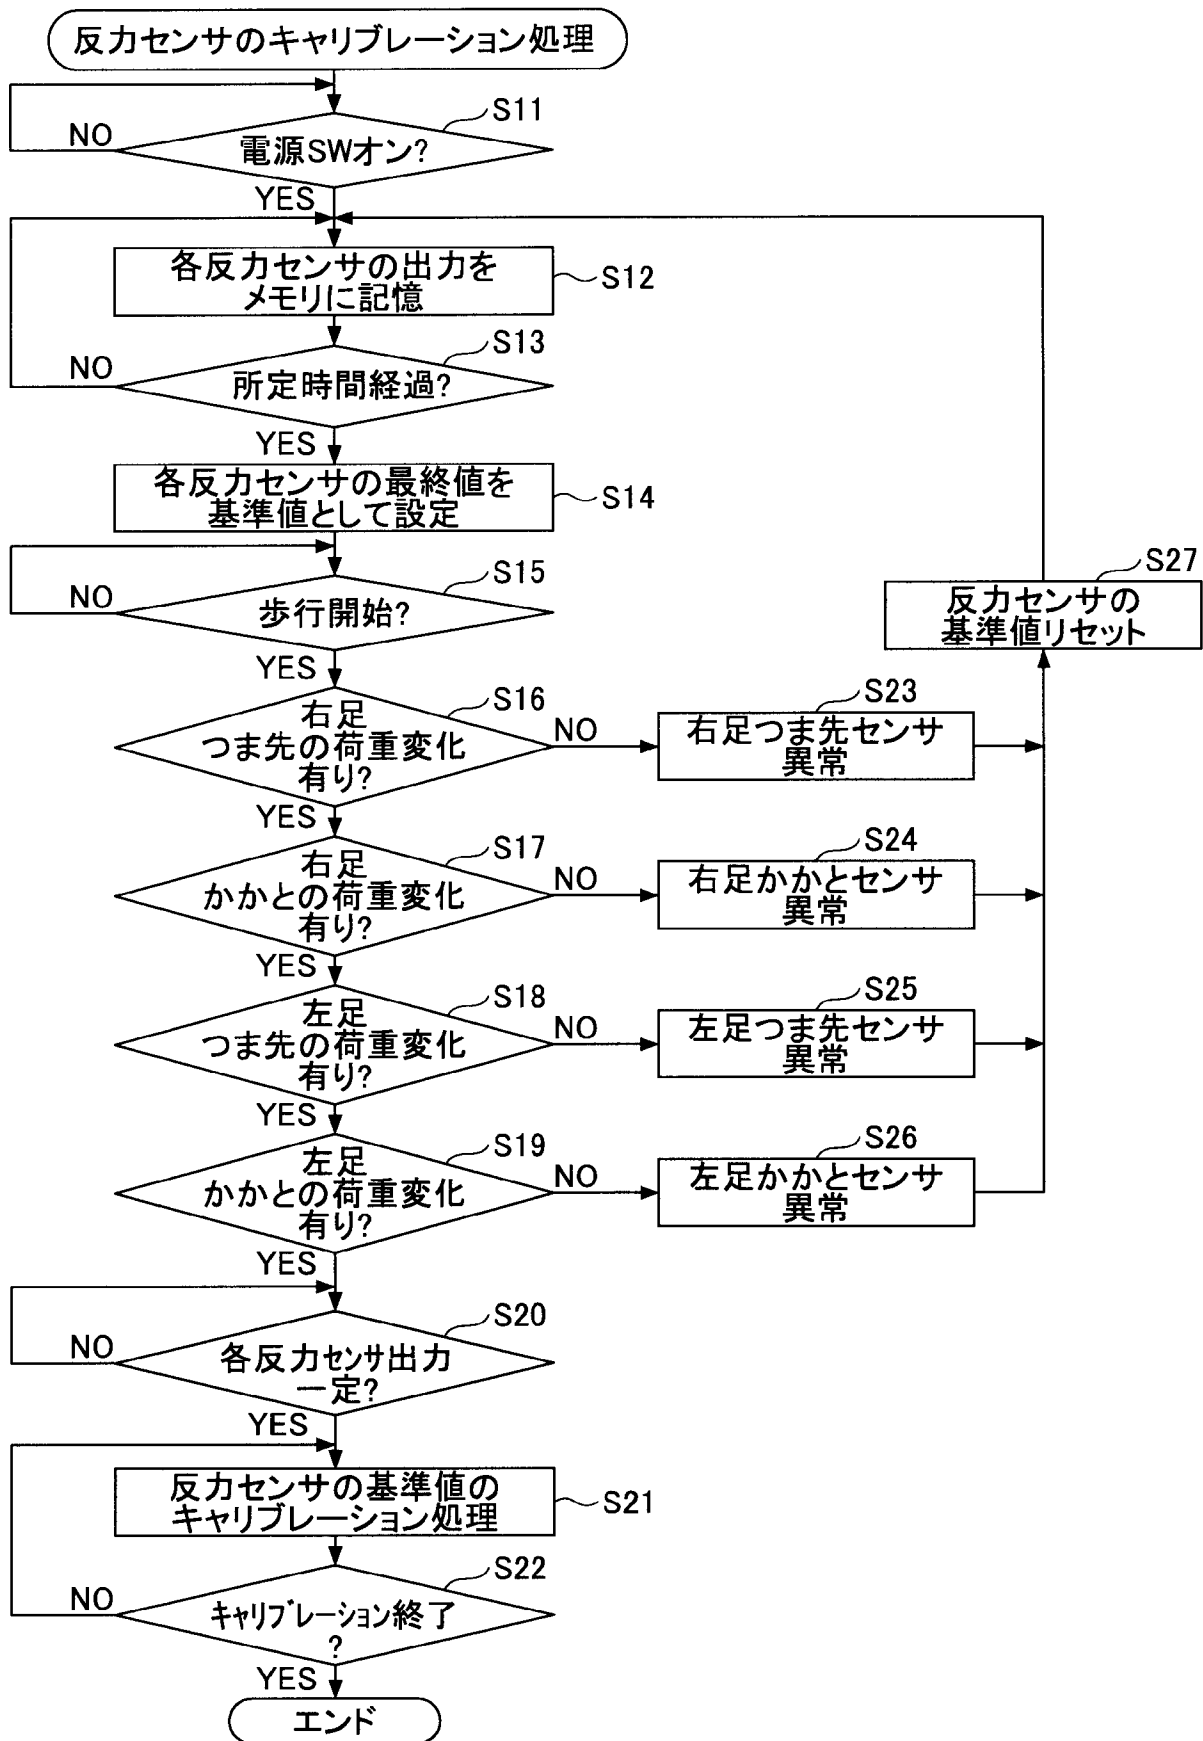 反力センサのキャリブレーション処理
S11
NO
電源SWオン?
YES
各反力センサの出力を
メモリに記憶
S12
S13
NO
所定時間経過?
YES
各反力センサの最終値を
基準値として設定
S14
S15
NO
歩行開始?
YES
S27
反力センサの
基準値リセット
S16
右足
つま先の荷重変化
有り?
NO
S23
右足つま先センサ
異常
YES
S17
右足
かかとの荷重変化
有り?
NO
S24
右足かかとセンサ
異常
YES
S18
左足
つま先の荷重変化
有り?
NO
S25
左足つま先センサ
異常
YES
S19
左足
かかとの荷重変化
有り?
NO
S26
左足かかとセンサ
異常
YES
S20
NO
各反力センサ出力
一定?
YES
反力センサの基準値の
キャリブレーション処理
S21
S22
NO
キャリブレーション終了
?
YES
エンド